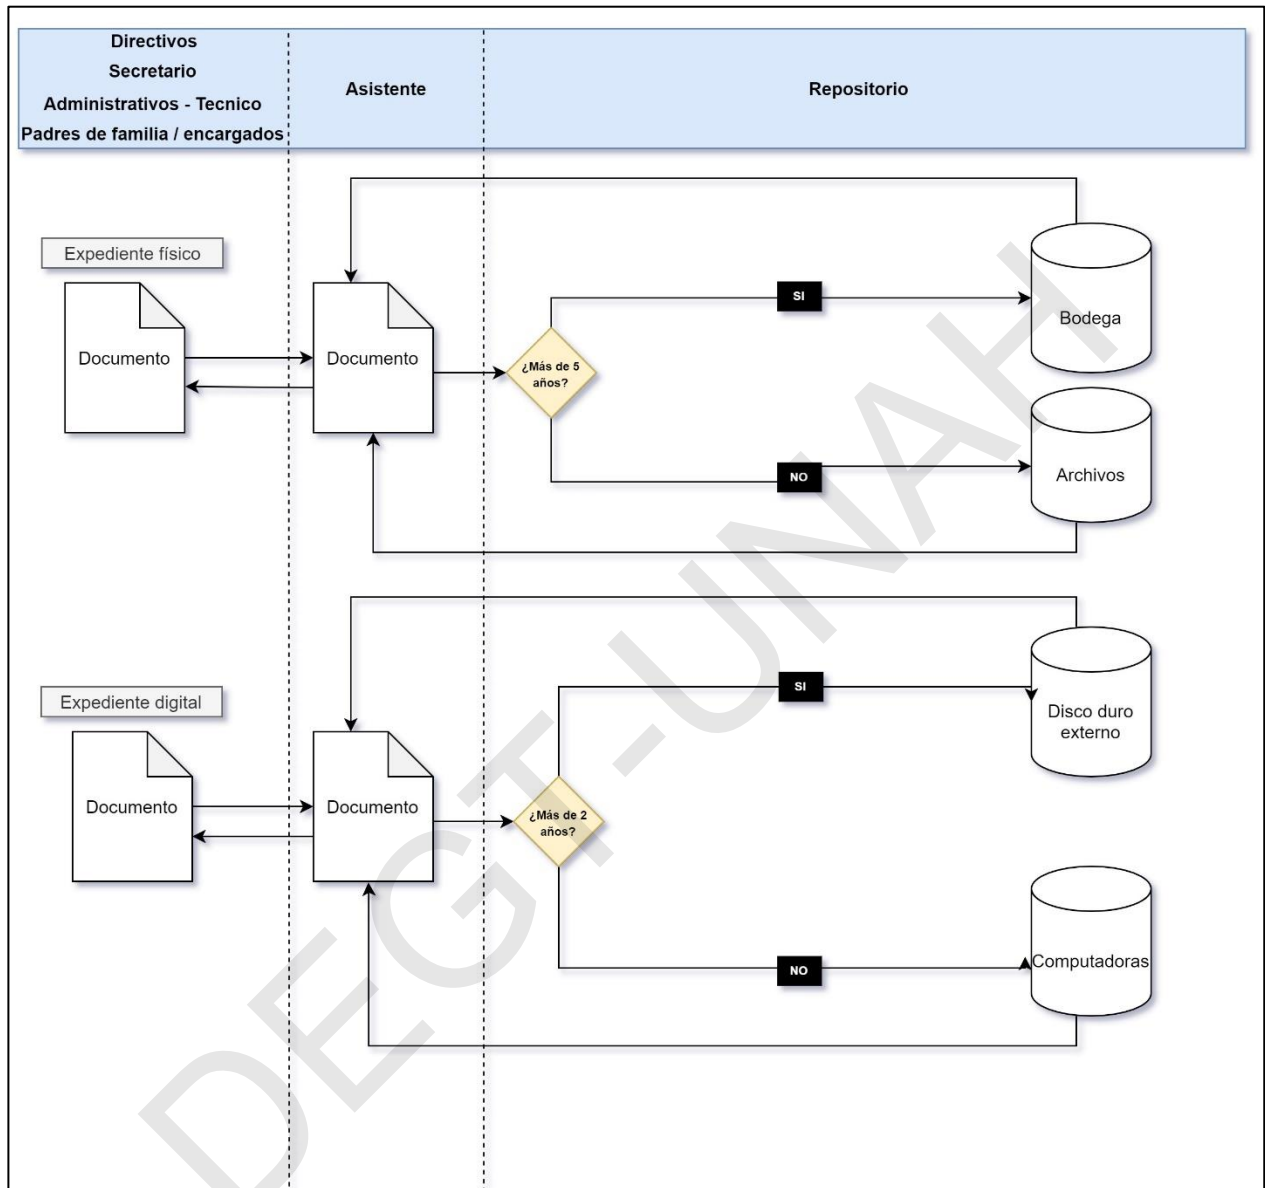 Directivos
Secretario
Administrativos - Tecnico
Padres de familia / encargados
Asistente
Repositorio
Expediente físico
Documento
Documento
¿Más de 5
años?
SI
Bodega
NO
Archivos
Expediente digital
Documento
Documento
¿Más de 2
años?
SI
Disco duro
externo
NO
Computadoras
DEGT-UNAH